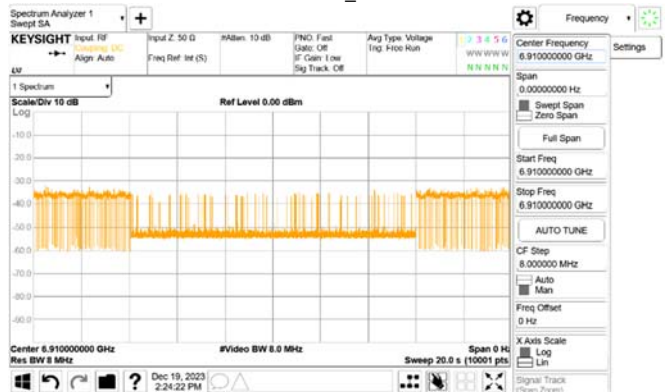 Spectrum Analyzer 1
Swept SA
Frequency
KEYSIGHT
Input: RF
Coupling: DC
Align: Auto
Input Z: 50 Ω
Freq Ref: Int (S)
#Atten: 10 dB
PNO: Fast
Gate: Off
IF Gain: Low
Sig Track: Off
Avg Type: Voltage
Trig: Free Run
1 2 3 4 5 6
W W W W W W
N N N N N N
LXI
1 Spectrum
Scale/Div 10 dB
Ref Level 0.00 dBm
Log
-10.0
-20.0
-30.0
-40.0
-50.0
-60.0
-70.0
-80.0
-90.0
Center 6.910000000 GHz
#Video BW 8.0 MHz
Span 0 Hz
Res BW 8 MHz
Sweep 20.0 s (10001 pts
Dec 19, 2023
2:24:22 PM
Center Frequency
6.910000000 GHz
Settings
Span
0.00000000 Hz
Swept Span
Zero Span
Full Span
Start Freq
6.910000000 GHz
Stop Freq
6.910000000 GHz
AUTO TUNE
CF Step
8.000000 MHz
Auto
Man
Freq Offset
0 Hz
X Axis Scale
Log
Lin
Signal Track
(Span Zoom)